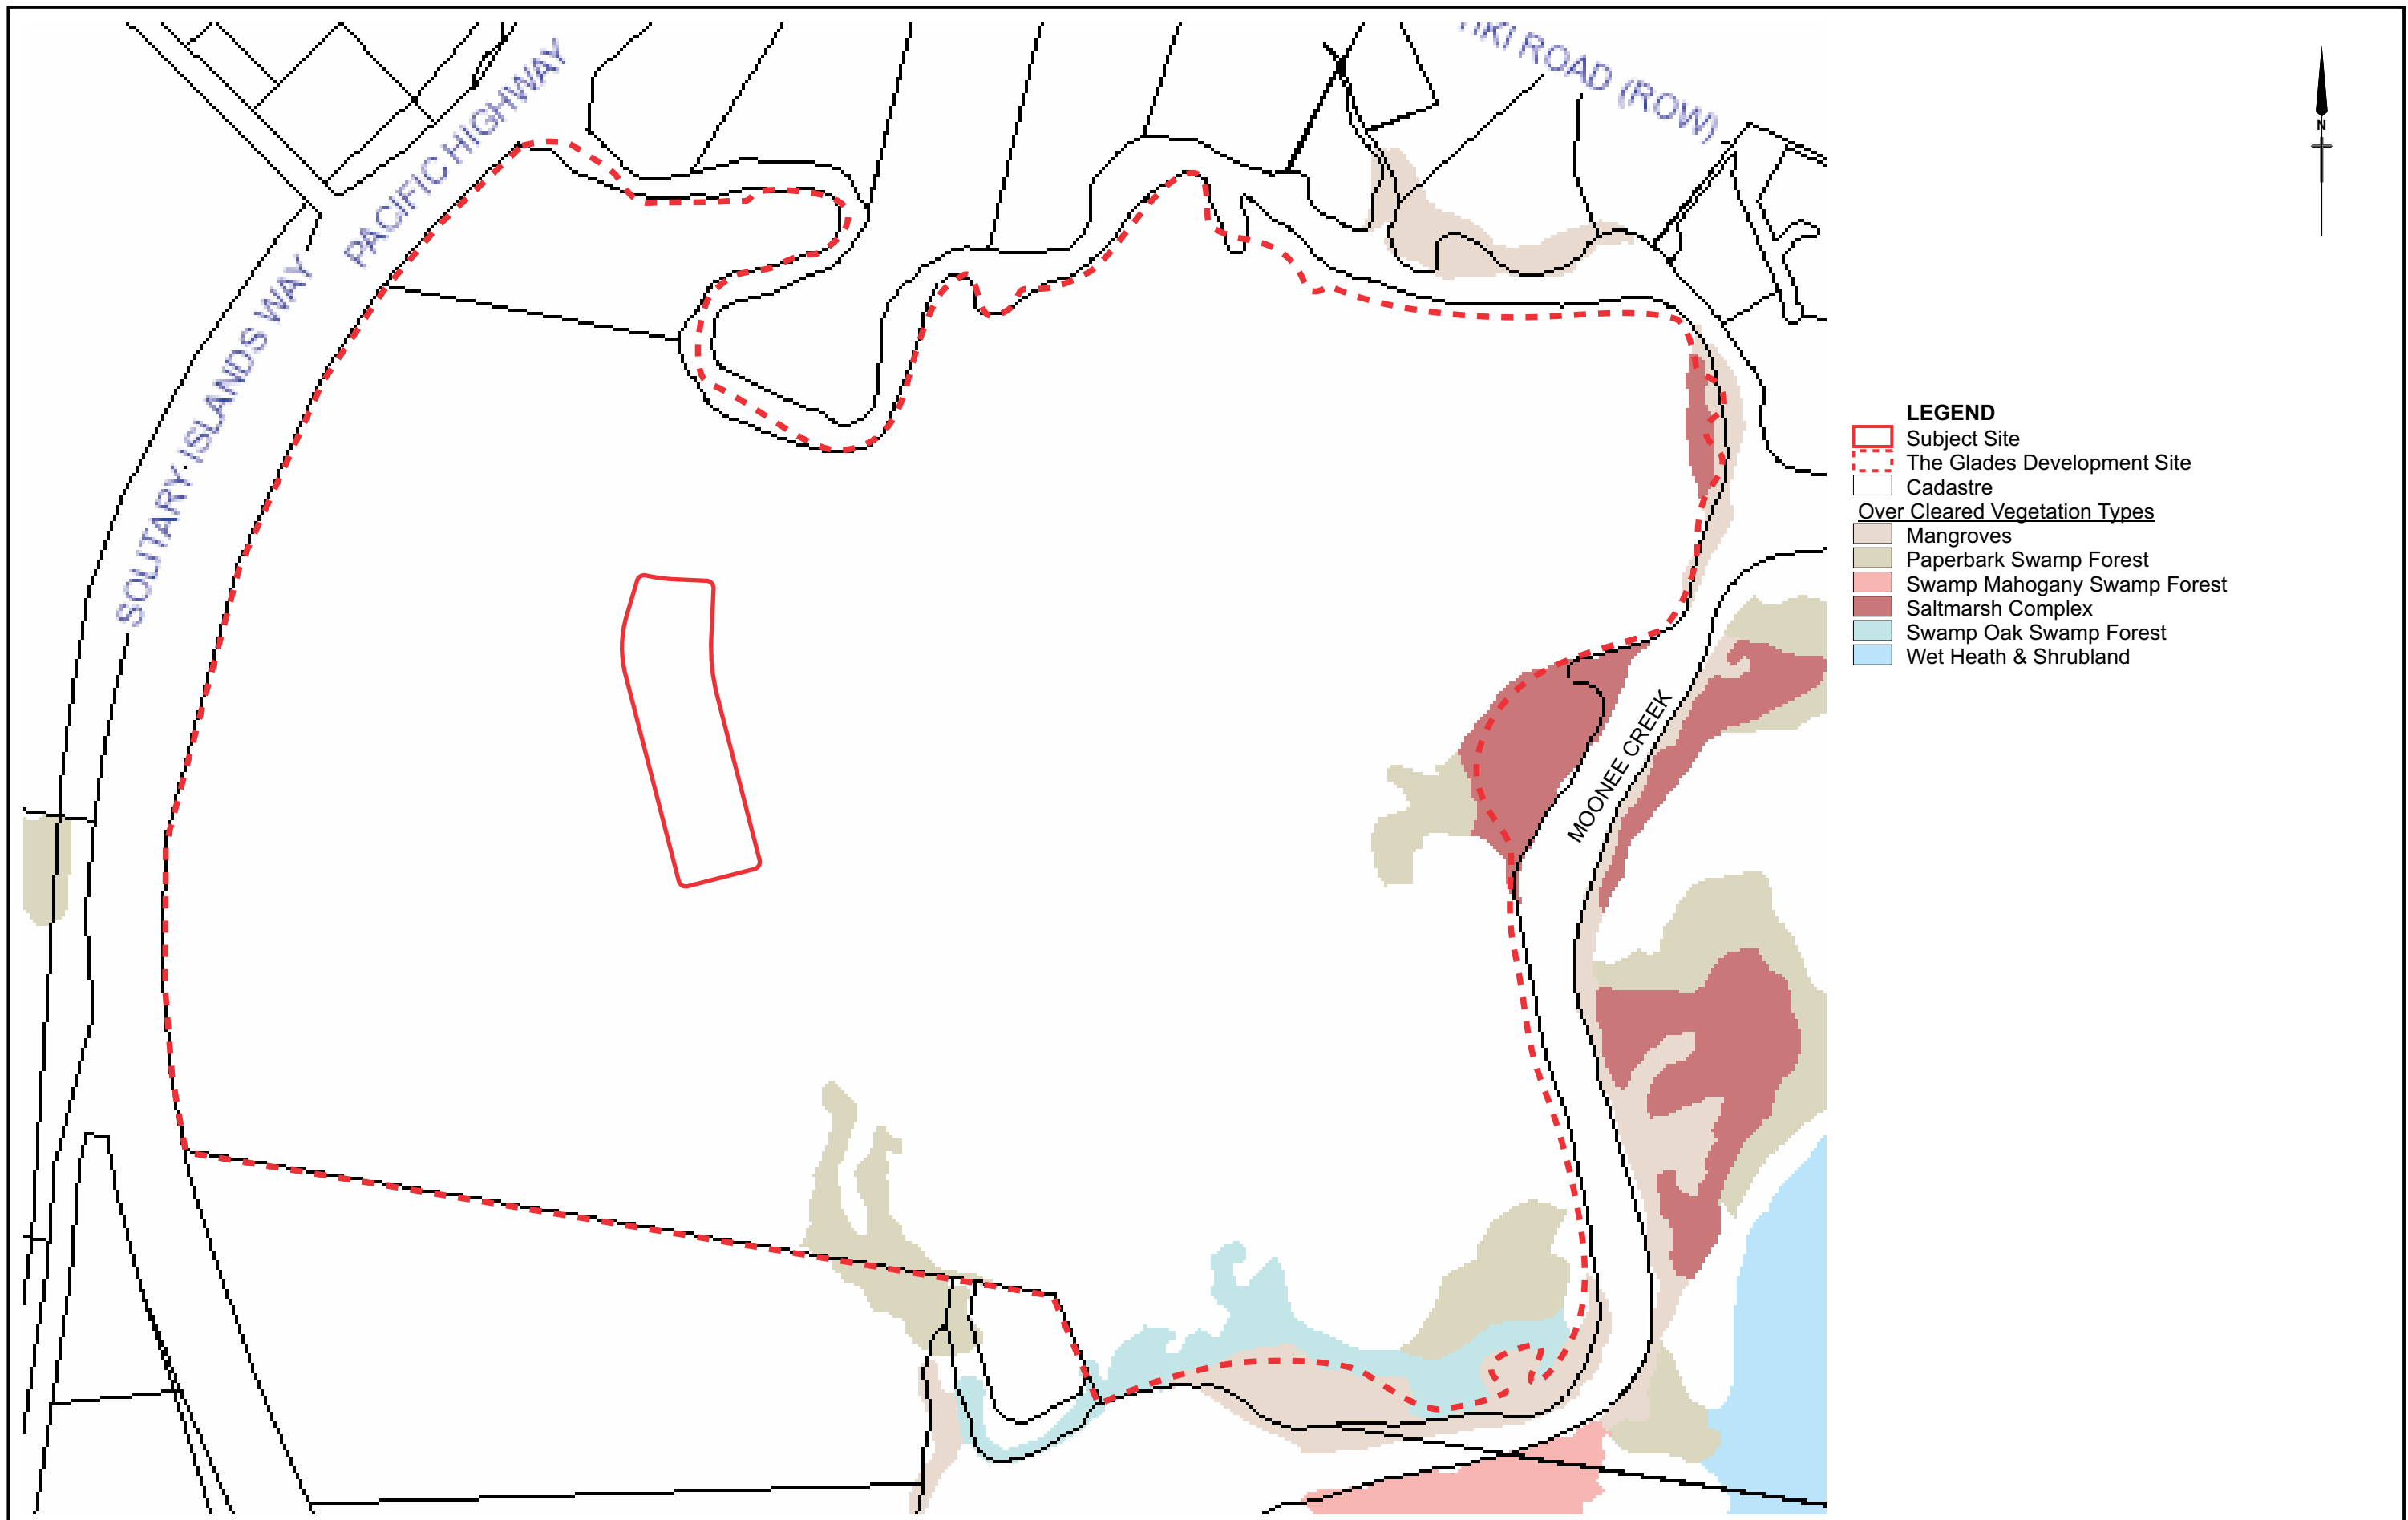 ROAD (ROW)
PACIFIC HIGHWAY
N
SOLITARY ISLANDS WAY
LEGEND
Subject Site
The Glades Development Site
Cadastre
Over Cleared Vegetation Types
Mangroves
Paperbark Swamp Forest
Swamp Mahogany Swamp Forest
Saltmarsh Complex
Swamp Oak Swamp Forest
Wet Heath & Shrubland
MOONEE CREEK